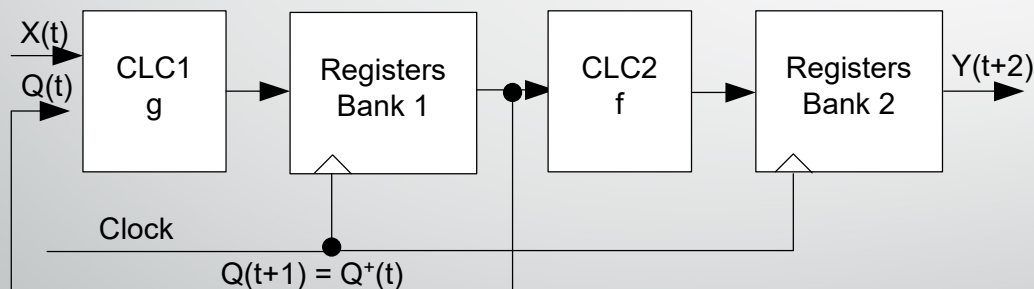 X(t)
Q(t)
CLC1
g
Registers
Bank 1
CLC2
f
Registers
Bank 2
Y(t+2)
Clock
Q(t+1) = Q⁺(t)